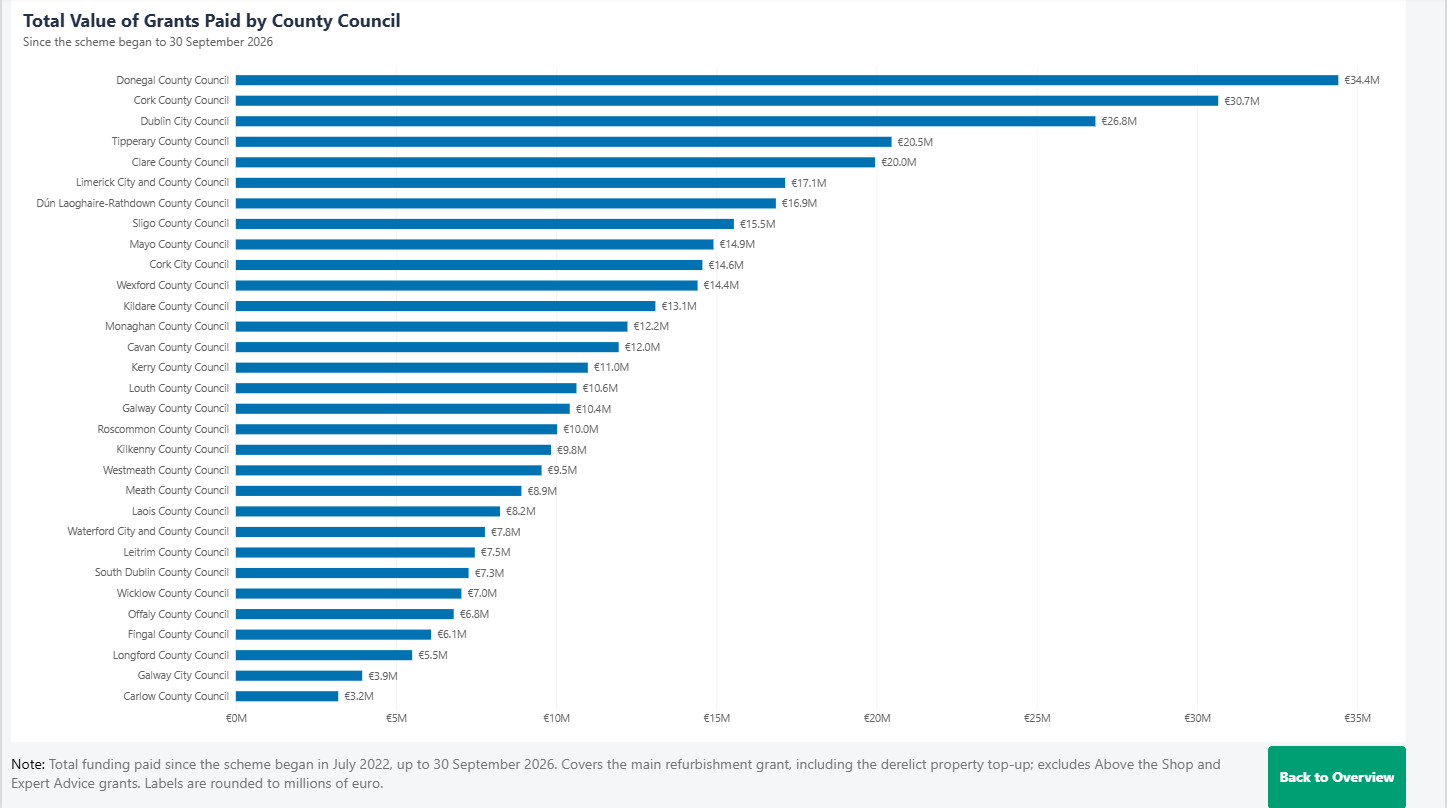 Total Value of Grants Paid by County Council
Since the scheme began to 30 September 2026
Donegal County Council €34.4M
Cork County Council €30.7M
Dublin City Council €26.8M
Tipperary County Council €20.5M
Clare County Council €20.0M
Limerick City and County Council €17.1M
Dún Laoghaire-Rathdown County Council €16.9M
Sligo County Council €15.5M
Mayo County Council €14.9M
Cork City Council €14.6M
Wexford County Council €14.4M
Kildare County Council €13.1M
Monaghan County Council €12.2M
Cavan County Council €12.0M
Kerry County Council €11.0M
Louth County Council €10.6M
Galway County Council €10.4M
Roscommon County Council €10.0M
Kilkenny County Council €9.8M
Westmeath County Council €9.5M
Meath County Council €8.9M
Laois County Council €8.2M
Waterford City and County Council €7.8M
Leitrim County Council €7.5M
South Dublin County Council €7.3M
Wicklow County Council €7.0M
Offaly County Council €6.8M
Fingal County Council €6.1M
Longford County Council €5.5M
Galway City Council €3.9M
Carlow County Council €3.2M
€0M €5M €10M €15M €20M €25M €30M €35M
Note: Total funding paid since the scheme began in July 2022, up to 30 September 2026. Covers the main refurbishment grant, including the derelict property top-up; excludes Above the Shop and
Expert Advice grants. Labels are rounded to millions of euro.
Back to Overview